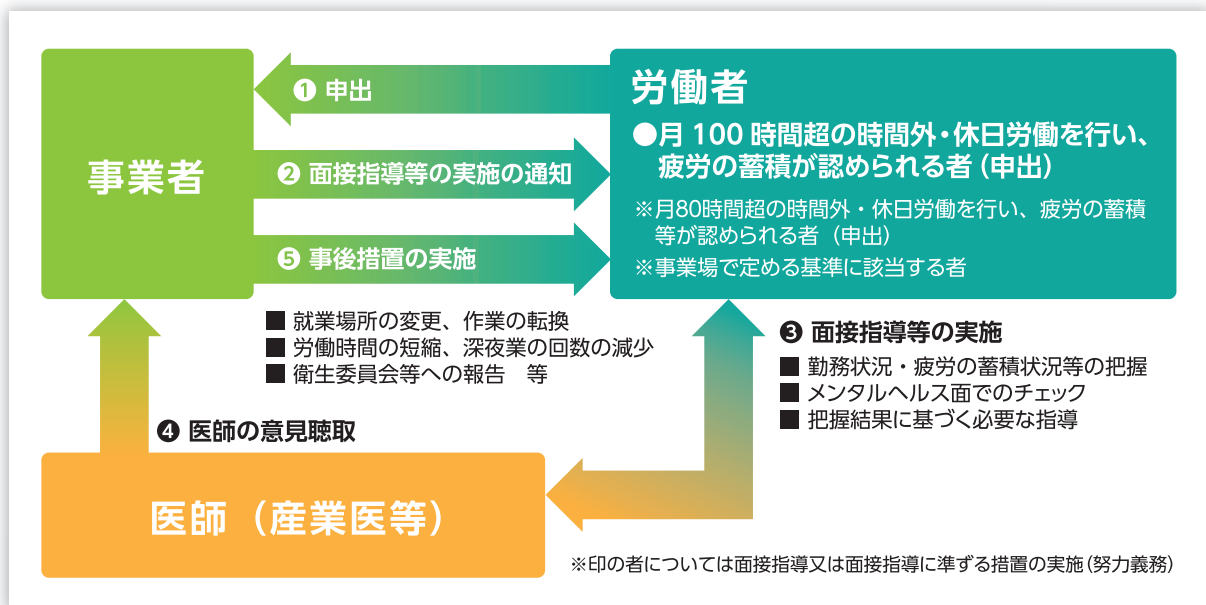 事業者
❶ 申出
❷ 面接指導等の実施の通知
❺ 事後措置の実施
労働者
●月 100 時間超の時間外・休日労働を行い、
疲労の蓄積が認められる者（申出）
※月80時間超の時間外・休日労働を行い、疲労の蓄積
等が認められる者（申出）
※事業場で定める基準に該当する者
■ 就業場所の変更、作業の転換
■ 労働時間の短縮、深夜業の回数の減少
■ 衛生委員会等への報告　等
❸ 面接指導等の実施
■ 勤務状況・疲労の蓄積状況等の把握
■ メンタルヘルス面でのチェック
■ 把握結果に基づく必要な指導
❹ 医師の意見聴取
医師（産業医等）
※印の者については面接指導又は面接指導に準ずる措置の実施（努力義務）